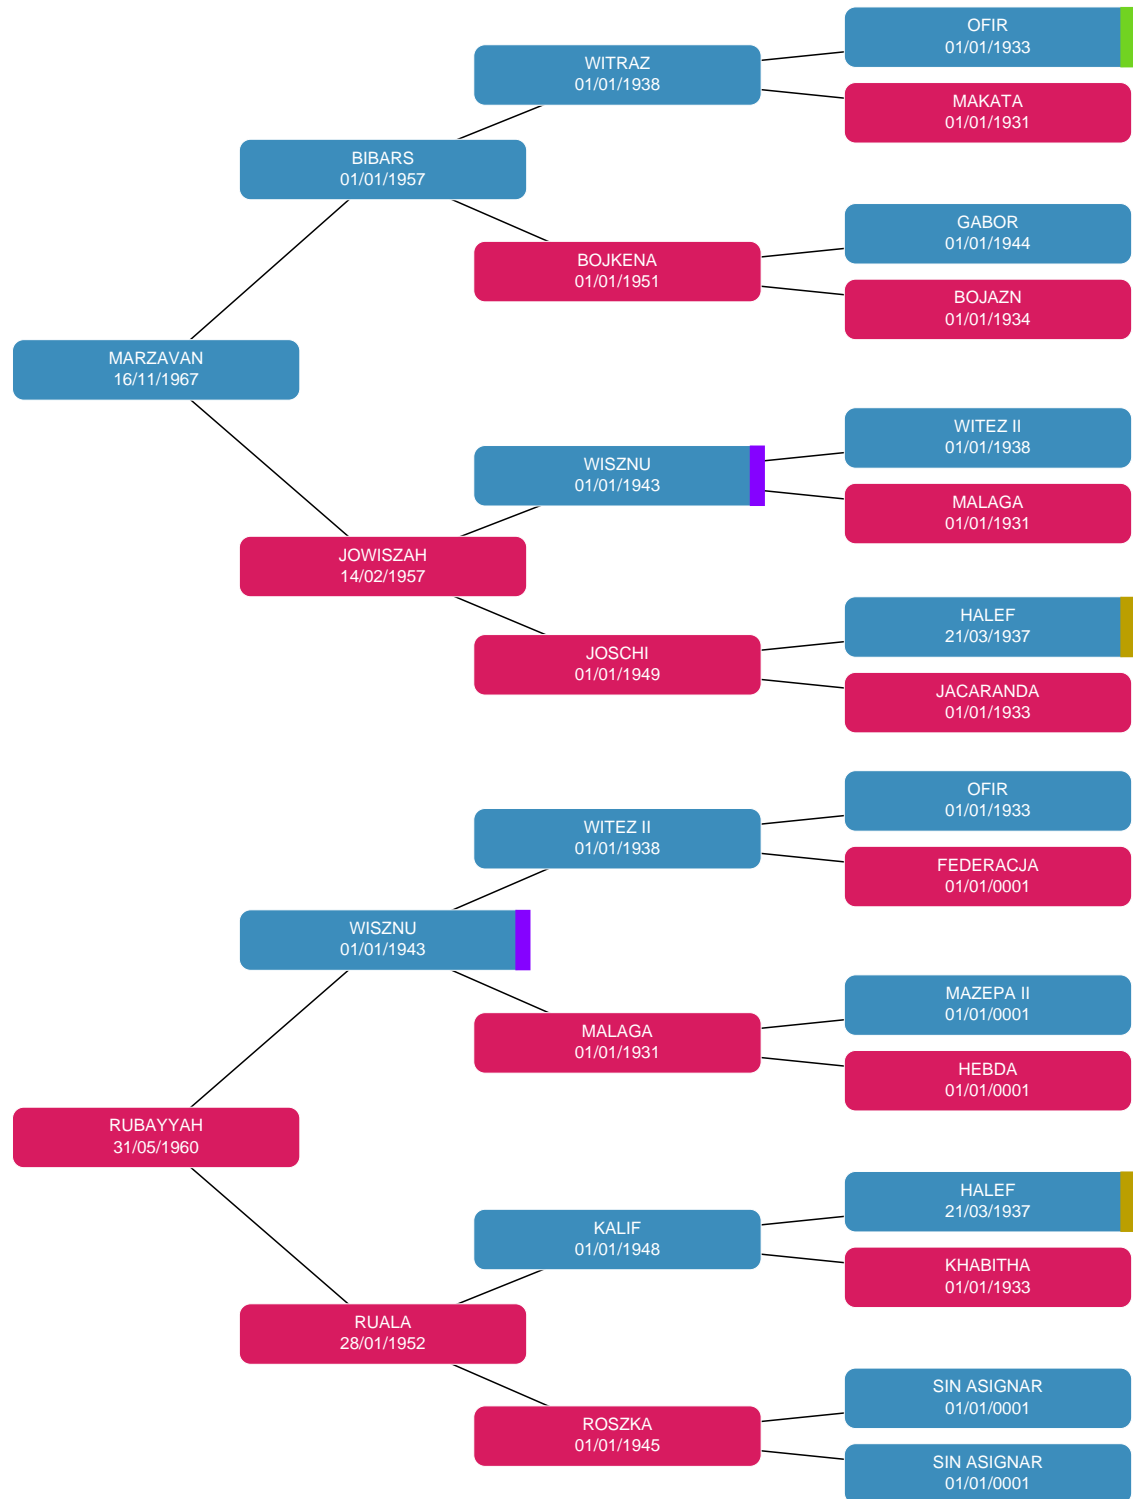 OFIR
01/01/1933
WITRAZ
01/01/1938
MAKATA
01/01/1931
BIBARS
01/01/1957
GABOR
01/01/1944
BOJKENA
01/01/1951
BOJAZN
01/01/1934
MARZAVAN
16/11/1967
WITEZ II
01/01/1938
WISZNU
01/01/1943
MALAGA
01/01/1931
JOWISZAH
14/02/1957
HALEF
21/03/1937
JOSCHI
01/01/1949
JACARANDA
01/01/1933
OFIR
01/01/1933
WITEZ II
01/01/1938
FEDERACJA
01/01/0001
WISZNU
01/01/1943
MAZEPA II
01/01/0001
MALAGA
01/01/1931
HEBDA
01/01/0001
RUBAYYAH
31/05/1960
HALEF
21/03/1937
KALIF
01/01/1948
KHABITHA
01/01/1933
RUALA
28/01/1952
SIN ASIGNAR
01/01/0001
ROSZKA
01/01/1945
SIN ASIGNAR
01/01/0001